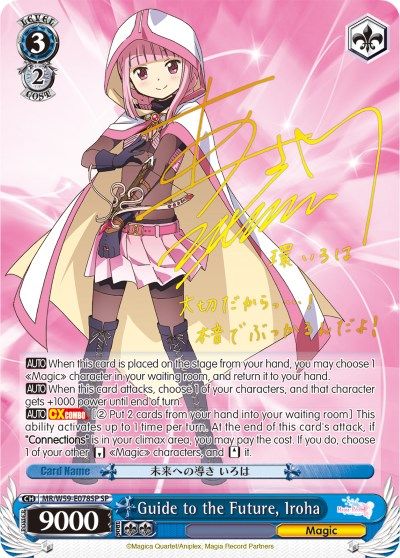 LEVEL
3
2
COST
環 いろは
大切だから…！
本音でぶつかるんだよ！
AUTO When this card is placed on the stage from your hand, you may choose 1
«Magic» character in your waiting room, and return it to your hand.
AUTO When this card attacks, choose 1 of your characters, and that character
gets +1000 power until end of turn.
AUTO CX COMBO [② Put 2 cards from your hand into your waiting room] This
ability activates up to 1 time per turn. At the end of this card's attack, if
"Connections" is in your climax area, you may pay the cost. If you do, choose
1 of your other «Magic» characters, and it.
Card Name 未来への導き いろは
CH MR/W59-E078SP SP
POWER 9000 SOUL Guide to the Future, Iroha
Magic
©Magica Quartet/Aniplex, Magia Record Partners